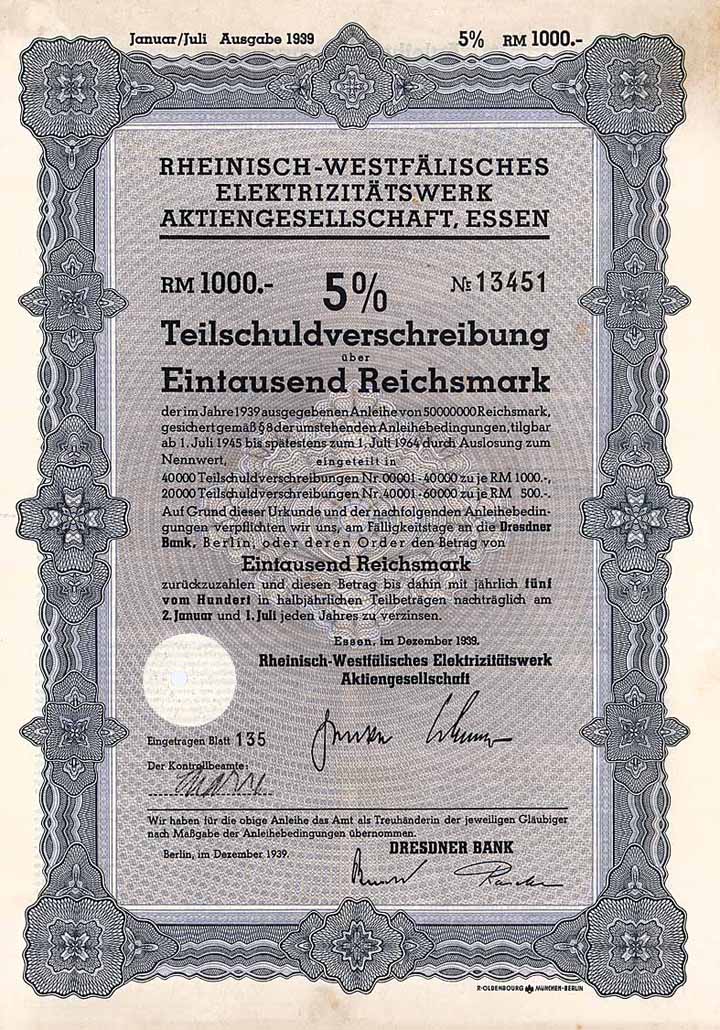 Januar/Juli Ausgabe 1939 5% RM 1000.-
RHEINISCH-WESTFÄLISCHES
ELEKTRIZITÄTSWERK
AKTIENGESELLSCHAFT, ESSEN
RM 1000.- 5% № 13451
Teilschuldverschreibung
über
Eintausend Reichsmark
der im Jahre 1939 ausgegebenen Anleihe von 50000000 Reichsmark,
gesichert gemäß § 8 der umstehenden Anleihebedingungen, tilgbar
ab 1. Juli 1945 bis spätestens zum 1. Juli 1964 durch Auslosung zum
Nennwert, eingeteilt in
40000 Teilschuldverschreibungen Nr. 00001-40000 zu je RM 1000.-,
20000 Teilschuldverschreibungen Nr. 40001-60000 zu je RM 500.-.
Auf Grund dieser Urkunde und der nachfolgenden Anleihebedin-
gungen verpflichten wir uns, am Fälligkeitstage an die Dresdner
Bank, Berlin, oder deren Order den Betrag von
Eintausend Reichsmark
zurückzuzahlen und diesen Betrag bis dahin mit jährlich fünf
vom Hundert in halbjährlichen Teilbeträgen nachträglich am
2. Januar und 1. Juli jeden Jahres zu verzinsen.
Essen, im Dezember 1939.
Rheinisch-Westfälisches Elektrizitätswerk
Aktiengesellschaft
Eingetragen Blatt 135
Der Kontrollbeamte:
Wir haben für die obige Anleihe das Amt als Treuhänderin der jeweiligen Gläubiger
nach Maßgabe der Anleihebedingungen übernommen.
Berlin, im Dezember 1939. DRESDNER BANK
R. OLDENBOURG MÜNCHEN-BERLIN